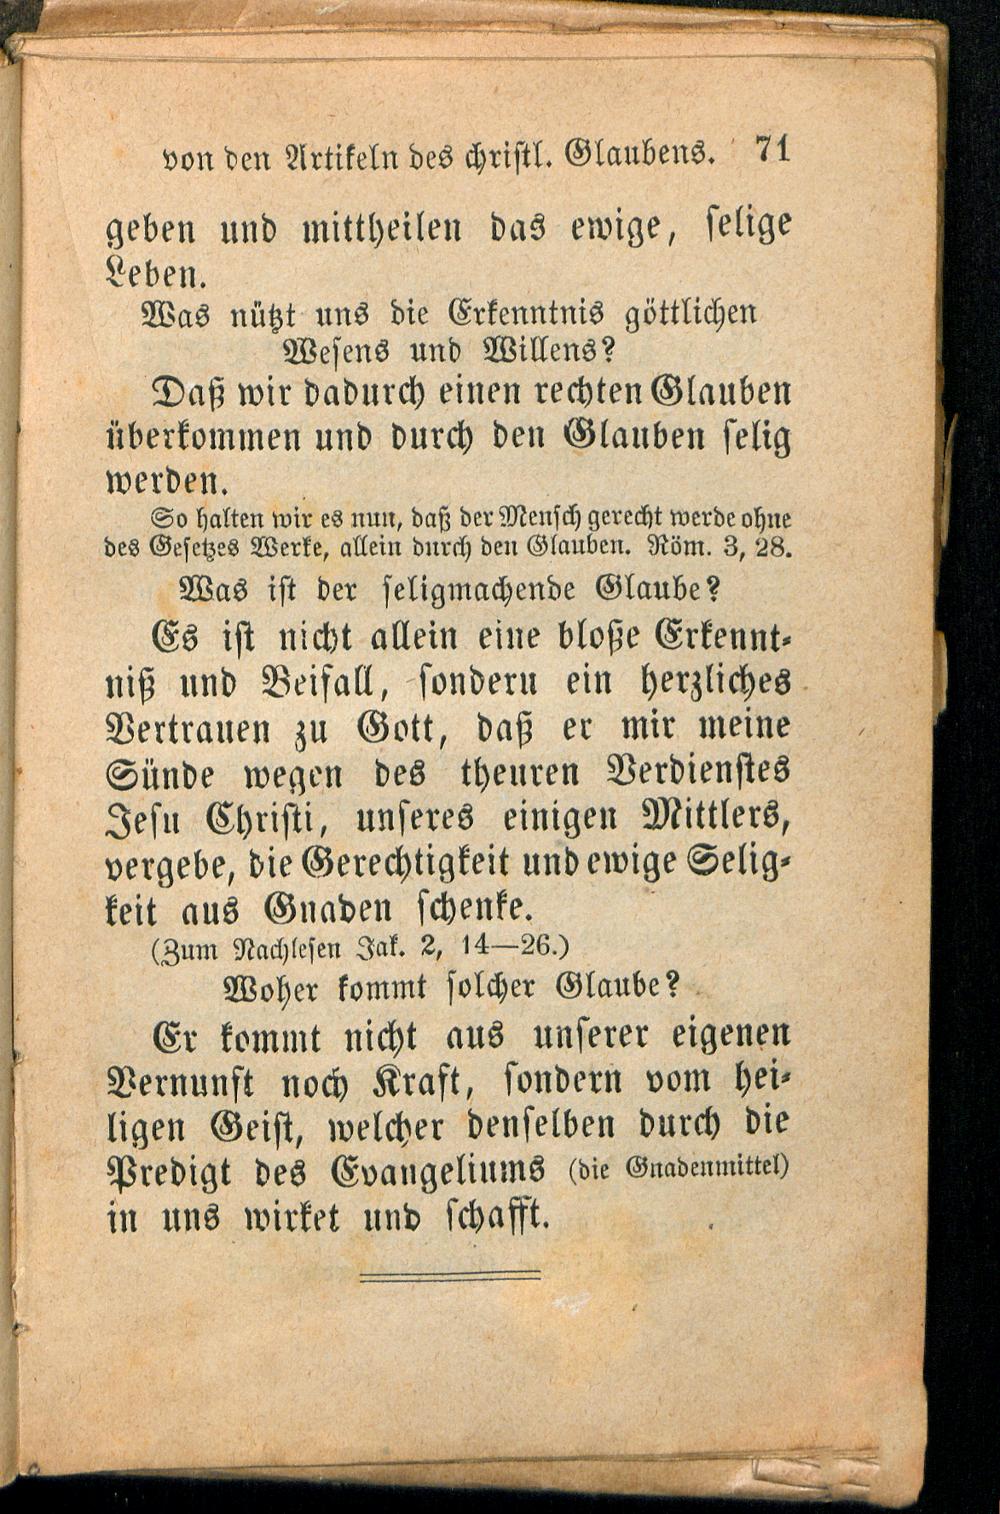 von den Artikeln des christl. Glaubens. 71
geben und mittheilen das ewige, selige
Leben.
Was nützt uns die Erkenntnis göttlichen
Wesens und Willens?
Daß wir dadurch einen rechten Glauben
überkommen und durch den Glauben selig
werden.
So halten wir es nun, daß der Mensch gerecht werde ohne
des Gesetzes Werke, allein durch den Glauben. Röm. 3, 28.
Was ist der seligmachende Glaube?
Es ist nicht allein eine bloße Erkennt-
niß und Beifall, sondern ein herzliches
Vertrauen zu Gott, daß er mir meine
Sünde wegen des theuren Verdienstes
Jesu Christi, unseres einigen Mittlers,
vergebe, die Gerechtigkeit und ewige Selig-
keit aus Gnaden schenke.
(Zum Nachlesen Jak. 2, 14—26.)
Woher kommt solcher Glaube?
Er kommt nicht aus unserer eigenen
Vernunft noch Kraft, sondern vom hei-
ligen Geist, welcher denselben durch die
Predigt des Evangeliums (die Gnadenmittel)
in uns wirket und schafft.